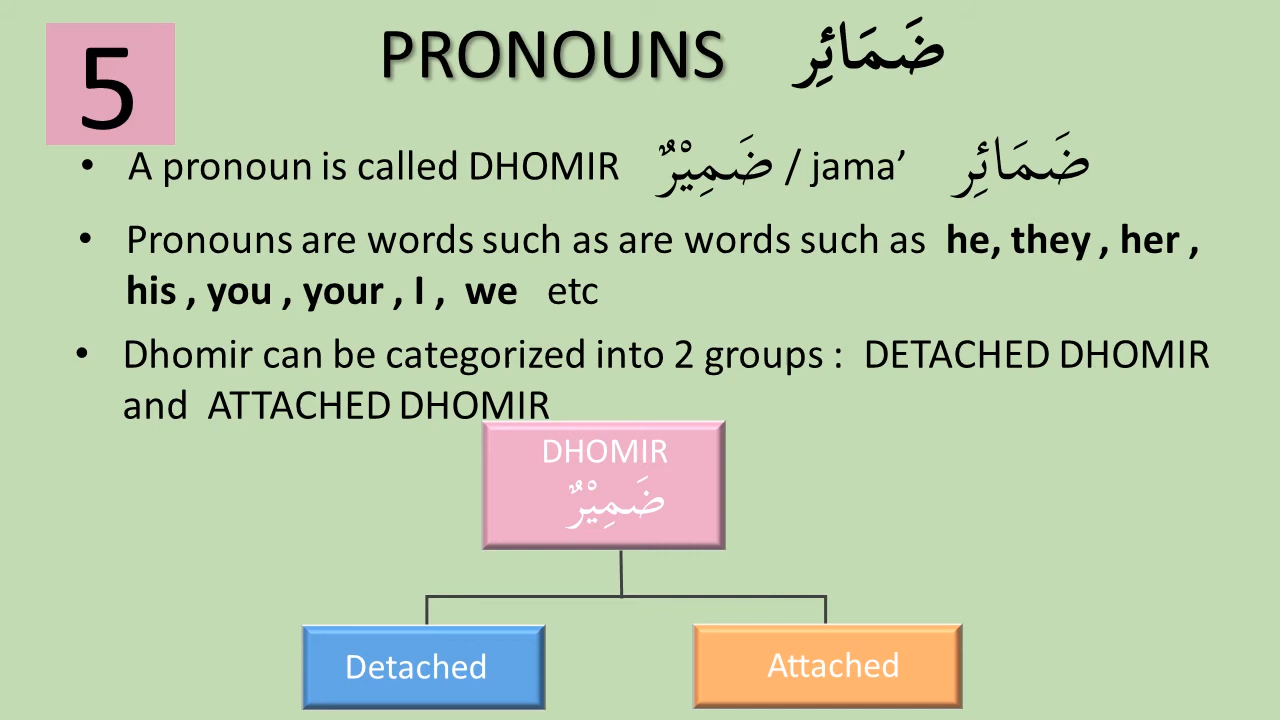 5
PRONOUNS ضَمَائِر
• A pronoun is called DHOMIR ضَمِيْرٌ / jama’ ضَمَائِر
• Pronouns are words such as are words such as he, they , her ,
his , you , your , I , we etc
• Dhomir can be categorized into 2 groups : DETACHED DHOMIR
and ATTACHED DHOMIR
DHOMIR
ضَمِيْرٌ
Detached
Attached